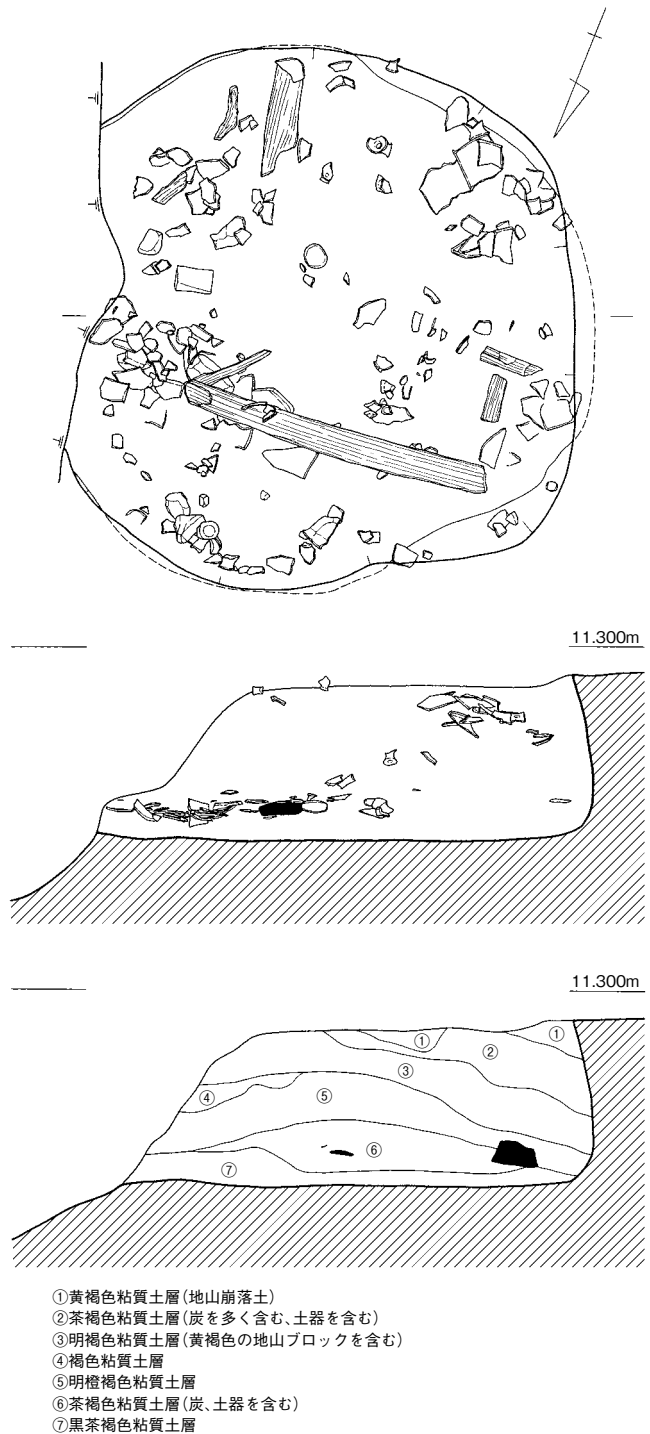 11.300m
11.300m
①
①
②
③
④
⑤
⑥
⑦
①黄褐色粘質土層(地山崩落土)
②茶褐色粘質土層(炭を多く含む、土器を含む)
③明褐色粘質土層(黄褐色の地山ブロックを含む)
④褐色粘質土層
⑤明橙褐色粘質土層
⑥茶褐色粘質土層(炭、土器を含む)
⑦黒茶褐色粘質土層